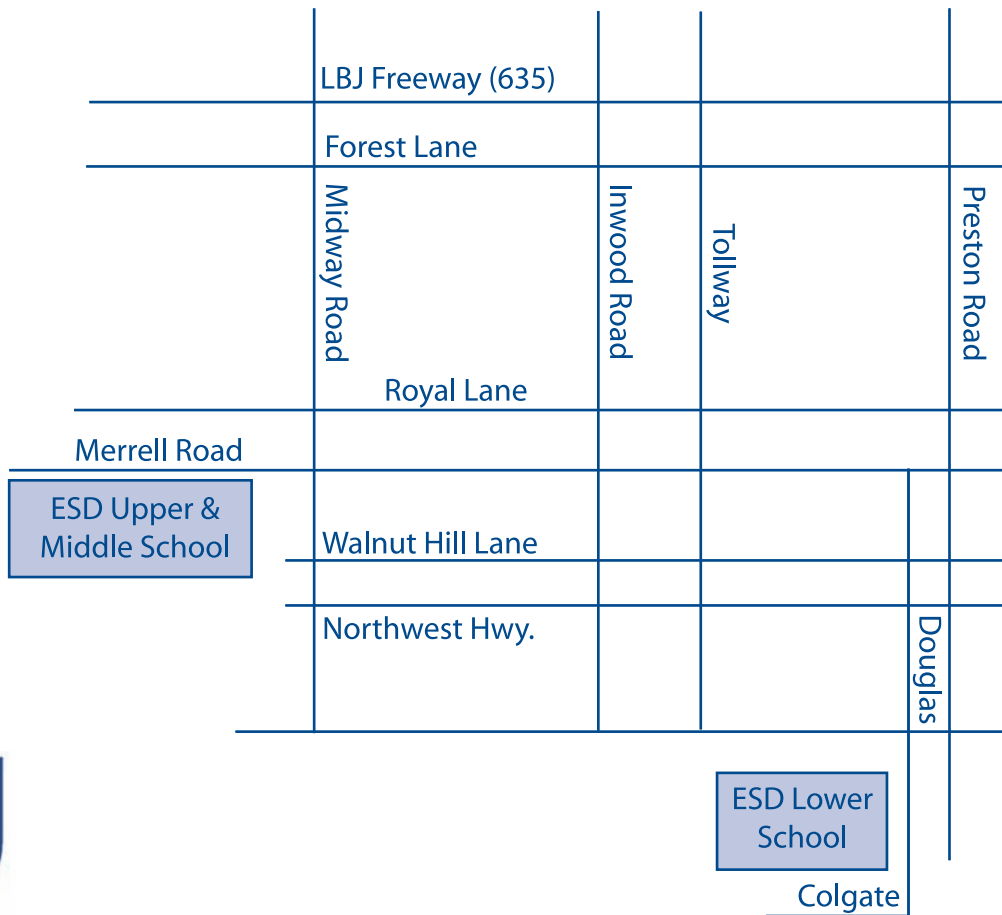 LBJ Freeway (635)
Forest Lane
Midway Road
Inwood Road
Tollway
Preston Road
Royal Lane
Merrell Road
ESD Upper &
Middle School
Walnut Hill Lane
Northwest Hwy.
Douglas
ESD Lower
School
Colgate